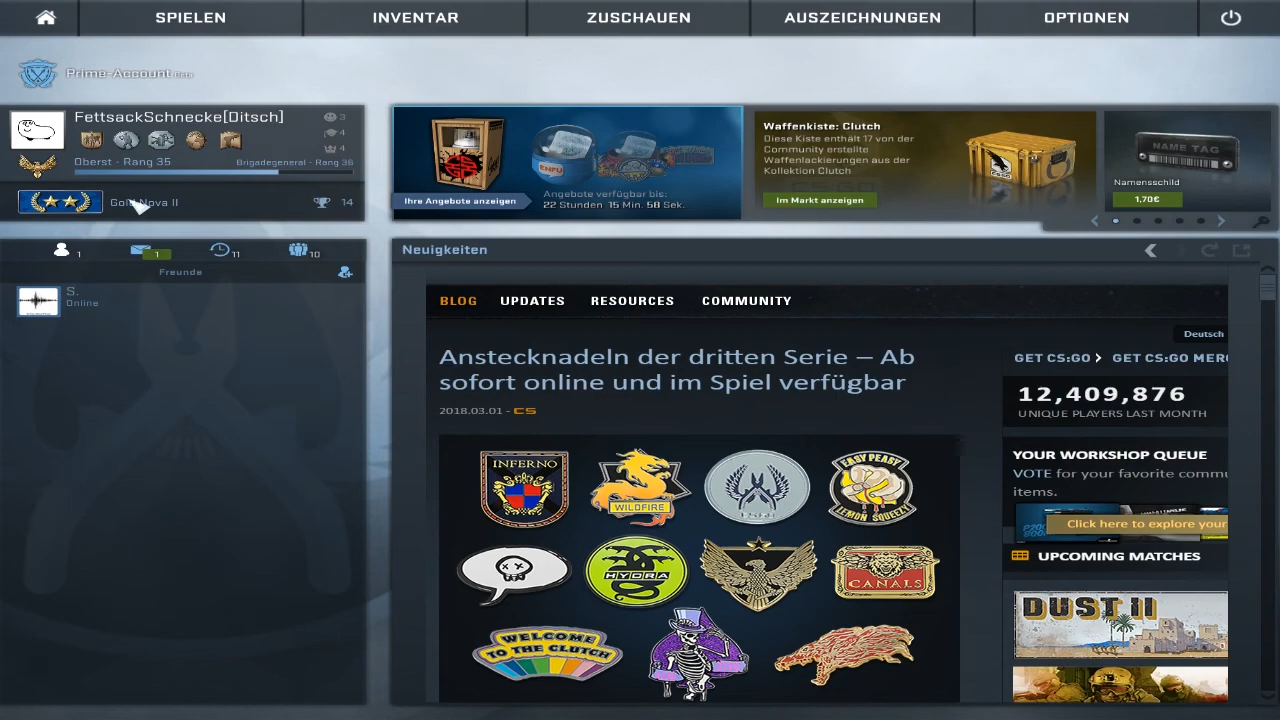 SPIELEN
INVENTAR
ZUSCHAUEN
AUSZEICHNUNGEN
OPTIONEN
Prime-Account Beta
FettsackSchnecke[Ditsch]
3
4
4
Oberst - Rang 35
Brigadegeneral - Rang 36
Gold Nova II
14
1
1
11
10
Freunde
S.
Online
ENFU
Ihre Angebote anzeigen
Angebote verfügbar bis:
22 Stunden 15 Min. 58 Sek.
Waffenkiste: Clutch
Diese Kiste enthält 17 von der
Community erstellte
Waffenlackierungen aus der
Kollektion Clutch
Im Markt anzeigen
NAME TAG
Namensschild
1,70€
Neuigkeiten
BLOG
UPDATES
RESOURCES
COMMUNITY
Deutsch
Anstecknadeln der dritten Serie – Ab
sofort online und im Spiel verfügbar
2018.03.01 - CS
INFERNO
WILDFIRE
CS:GO
EASY PEASY
LEMON SQUEEZY
HYDRA
CANALS
WELCOME
TO THE CLUTCH
GET CS:GO
GET CS:GO MER
12,409,876
UNIQUE PLAYERS LAST MONTH
YOUR WORKSHOP QUEUE
VOTE for your favorite commu
items.
Click here to explore your
UPCOMING MATCHES
DUST II